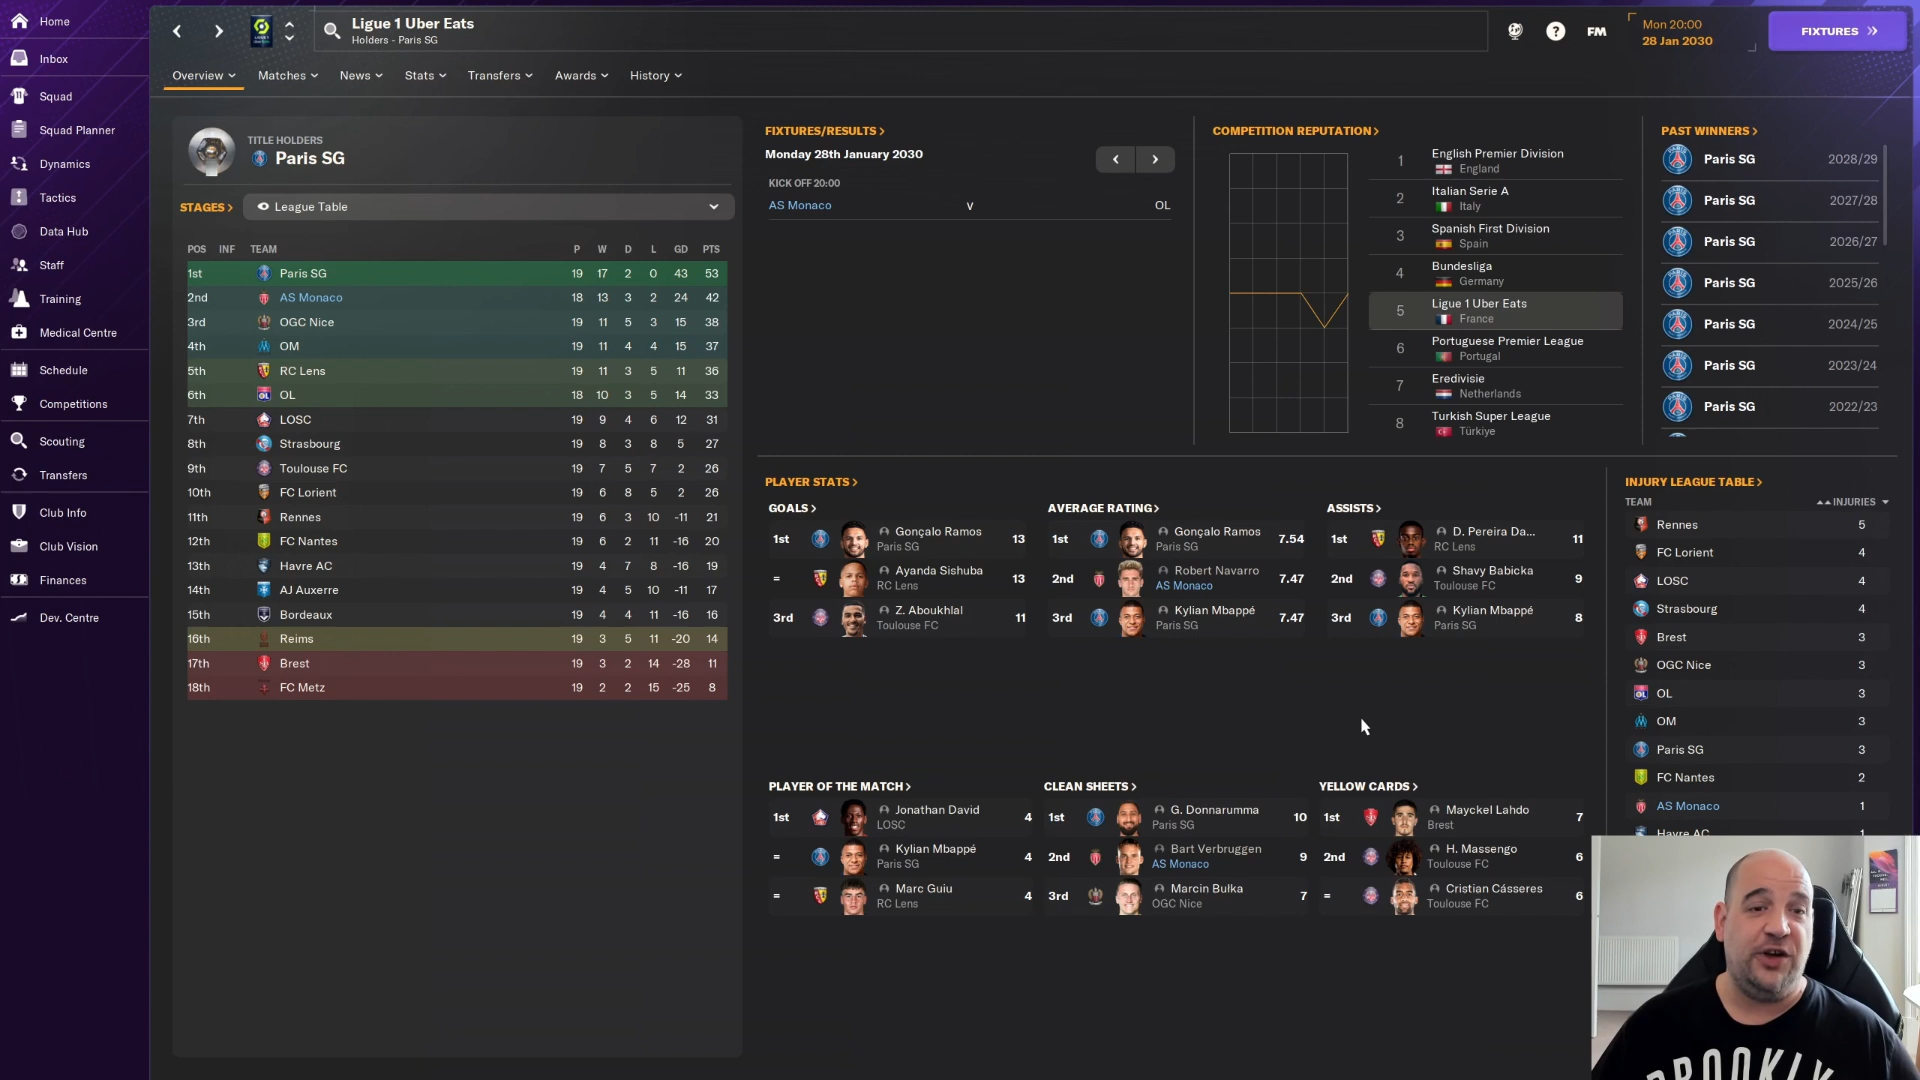 Home
Inbox
Squad
Squad Planner
Dynamics
Tactics
Data Hub
Staff
Training
Medical Centre
Schedule
Competitions
Scouting
Transfers
Club Info
Club Vision
Finances
Dev. Centre
Ligue 1 Uber Eats
Holders - Paris SG
FM
Mon 20:00
28 Jan 2030
FIXTURES
Overview Matches News Stats Transfers Awards History
TITLE HOLDERS
Paris SG
STAGES League Table
POS INF TEAM P W D L GD PTS
1st Paris SG 19 17 2 0 43 53
2nd AS Monaco 18 13 3 2 24 42
3rd OGC Nice 19 11 5 3 15 38
4th OM 19 11 4 4 15 37
5th RC Lens 19 11 3 5 11 36
6th OL 18 10 3 5 14 33
7th LOSC 19 9 4 6 12 31
8th Strasbourg 19 8 3 8 5 27
9th Toulouse FC 19 7 5 7 2 26
10th FC Lorient 19 6 8 5 2 26
11th Rennes 19 6 3 10 -11 21
12th FC Nantes 19 6 2 11 -16 20
13th Havre AC 19 4 7 8 -16 19
14th AJ Auxerre 19 4 5 10 -11 17
15th Bordeaux 19 4 4 11 -16 16
16th Reims 19 3 5 11 -20 14
17th Brest 19 3 2 14 -28 11
18th FC Metz 19 2 2 15 -25 8
FIXTURES/RESULTS
Monday 28th January 2030
KICK OFF 20:00
AS Monaco v OL
COMPETITION REPUTATION
1 English Premier Division
England
2 Italian Serie A
Italy
3 Spanish First Division
Spain
4 Bundesliga
Germany
5 Ligue 1 Uber Eats
France
6 Portuguese Premier League
Portugal
7 Eredivisie
Netherlands
8 Turkish Super League
Türkiye
PAST WINNERS
Paris SG 2028/29
Paris SG 2027/28
Paris SG 2026/27
Paris SG 2025/26
Paris SG 2024/25
Paris SG 2023/24
Paris SG 2022/23
PLAYER STATS
GOALS
1st Gonçalo Ramos 13
Paris SG
= Ayanda Sishuba 13
RC Lens
3rd Z. Aboukhlal 11
Toulouse FC
AVERAGE RATING
1st Gonçalo Ramos 7.54
Paris SG
2nd Robert Navarro 7.47
AS Monaco
3rd Kylian Mbappé 7.47
Paris SG
ASSISTS
1st D. Pereira Da... 11
RC Lens
2nd Shavy Babicka 9
Toulouse FC
3rd Kylian Mbappé 8
Paris SG
PLAYER OF THE MATCH
1st Jonathan David 4
LOSC
= Kylian Mbappé 4
Paris SG
= Marc Guiu 4
RC Lens
CLEAN SHEETS
1st G. Donnarumma 10
Paris SG
2nd Bart Verbruggen 9
AS Monaco
3rd Marcin Bułka 7
OGC Nice
YELLOW CARDS
1st Mayckel Lahdo 7
Brest
2nd H. Massengo 6
Toulouse FC
= Cristian Cásseres 6
Toulouse FC
INJURY LEAGUE TABLE
TEAM INJURIES
Rennes 5
FC Lorient 4
LOSC 4
Strasbourg 4
Brest 3
OGC Nice 3
OL 3
OM 3
Paris SG 3
FC Nantes 2
AS Monaco 1
Havre AC 1